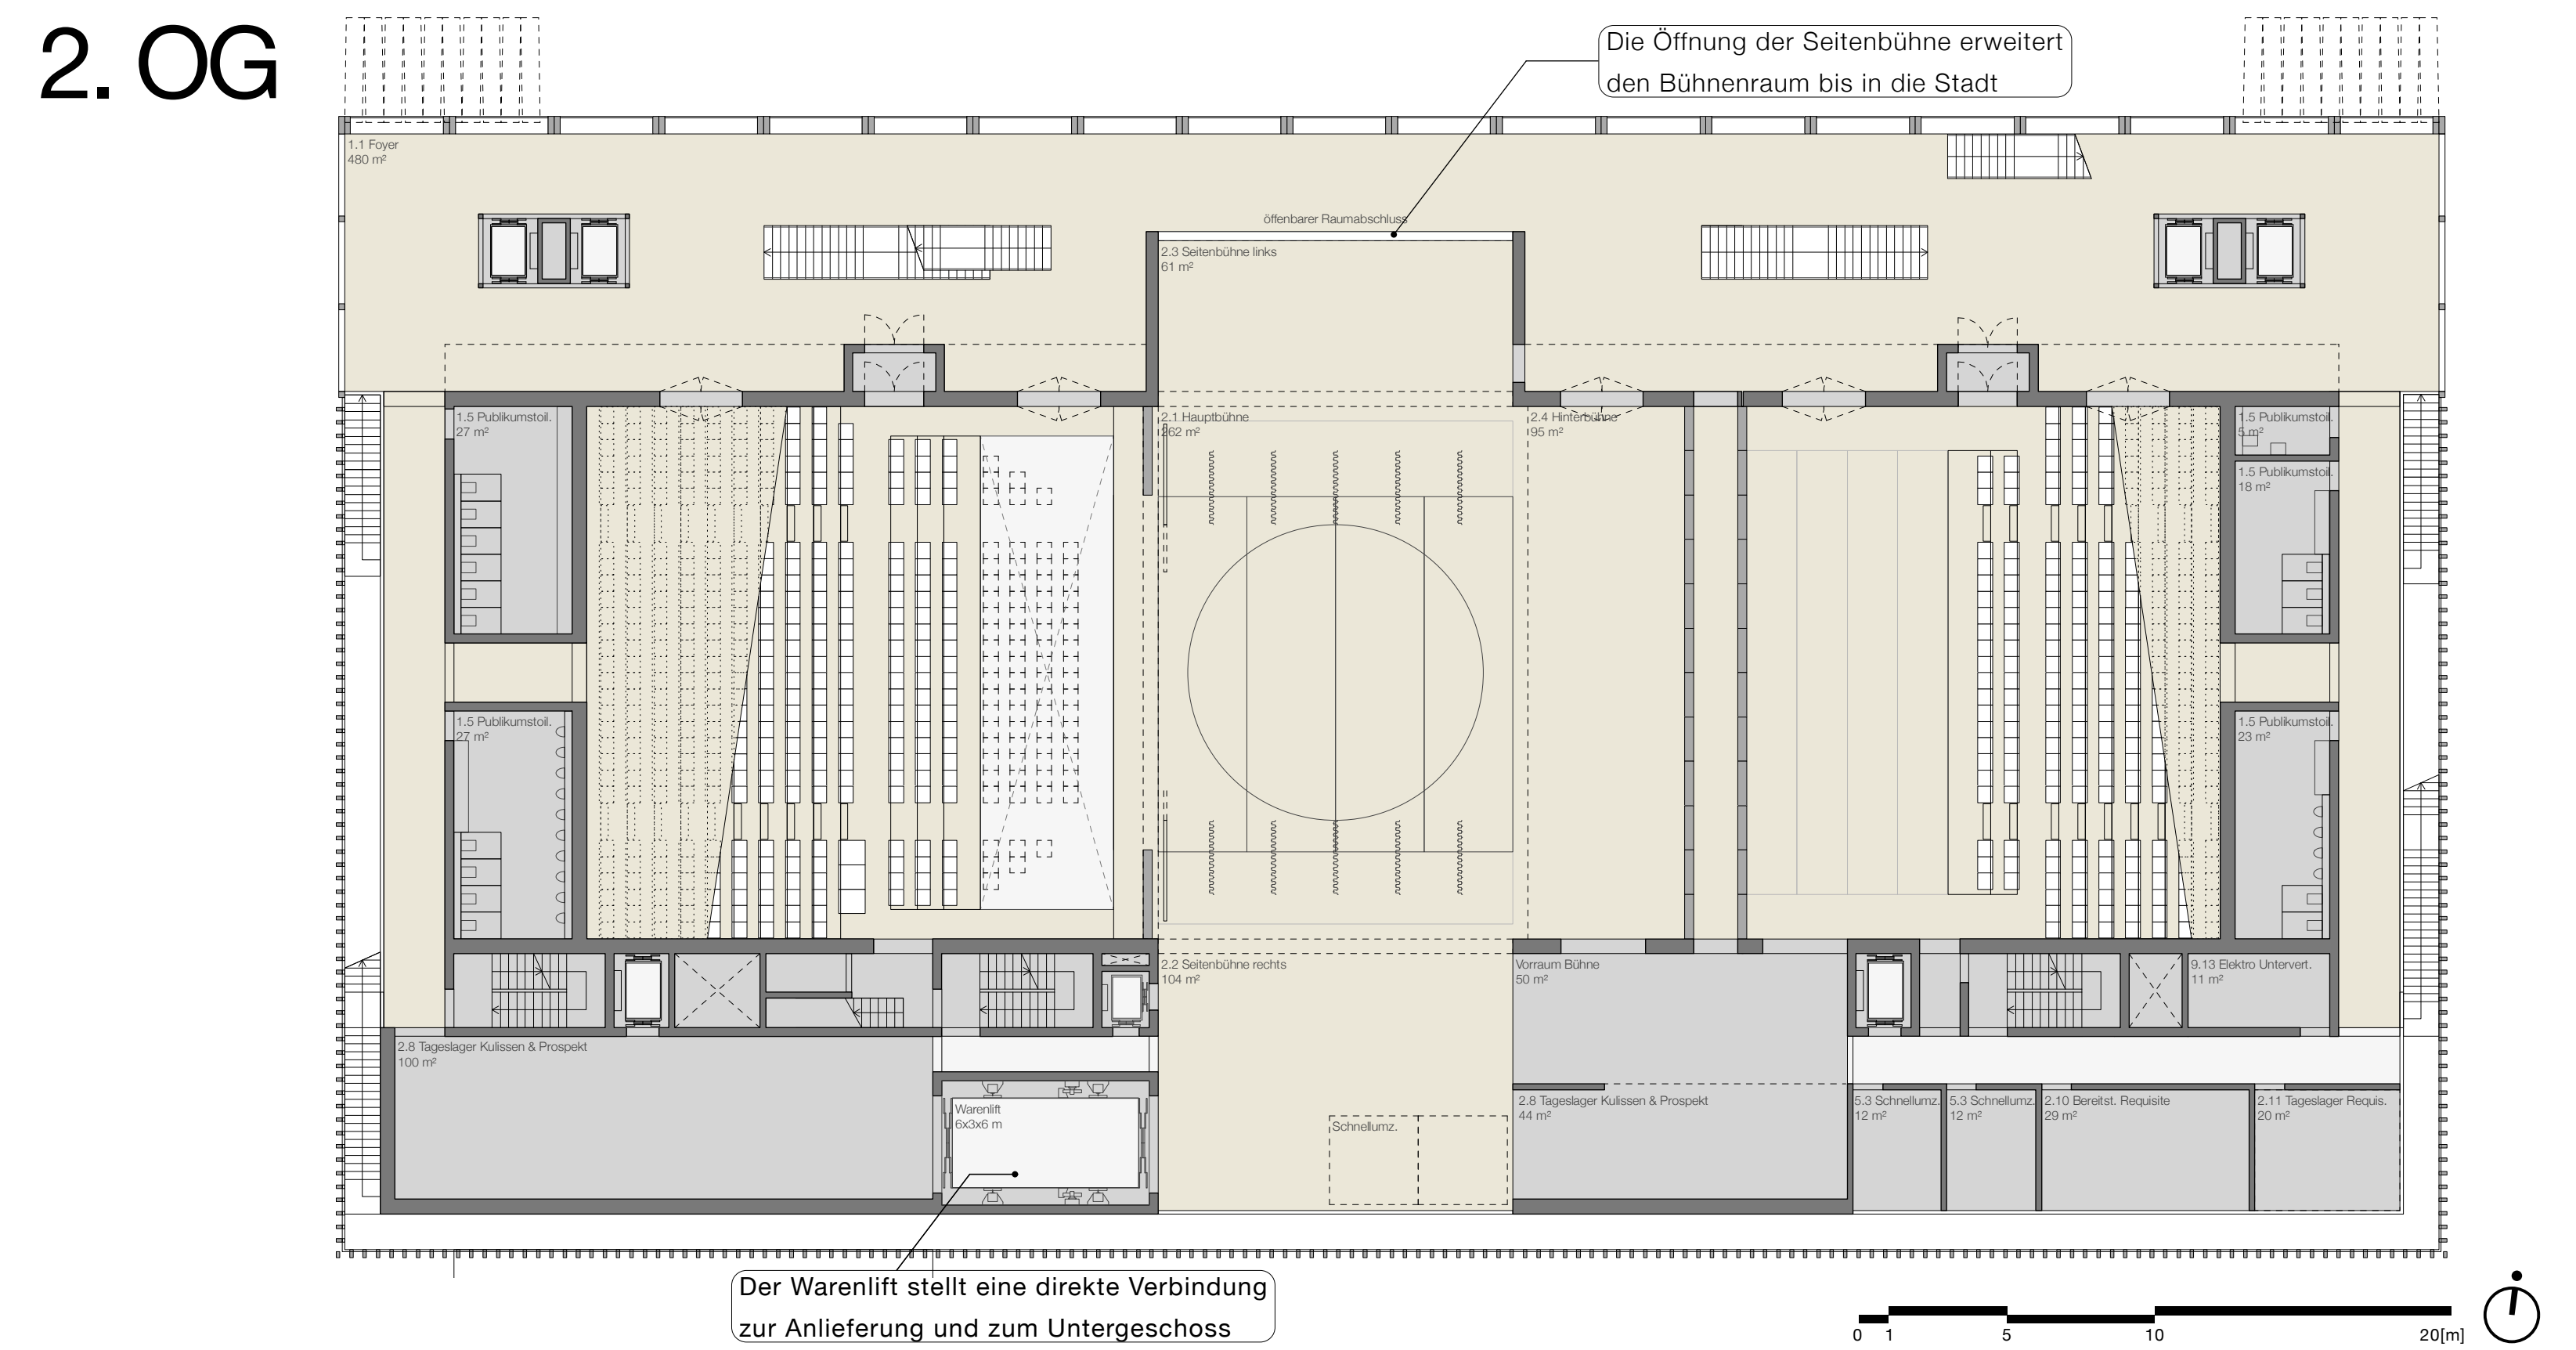 2. OG
Die Öffnung der Seitenbühne erweitert
den Bühnenraum bis in die Stadt
1.1 Foyer
480 m²
öffenbarer Raumabschluss
2.3 Seitenbühne links
61 m²
1.5 Publikumstoil.
27 m²
2.1 Hauptbühne
262 m²
2.4 Hinterbühne
95 m²
1.5 Publikumstoil.
5 m²
1.5 Publikumstoil.
18 m²
1.5 Publikumstoil.
27 m²
1.5 Publikumstoil.
23 m²
2.2 Seitenbühne rechts
104 m²
Vorraum Bühne
50 m²
9.13 Elektro Untervert.
11 m²
2.8 Tageslager Kulissen & Prospekt
100 m²
Warenlift
6x3x6 m
Schnellumz.
2.8 Tageslager Kulissen & Prospekt
44 m²
5.3 Schnellumz.
12 m²
5.3 Schnellumz.
12 m²
2.10 Bereitst. Requisite
29 m²
2.11 Tageslager Requis.
20 m²
Der Warenlift stellt eine direkte Verbindung
zur Anlieferung und zum Untergeschoss
0 1 5 10 20[m]